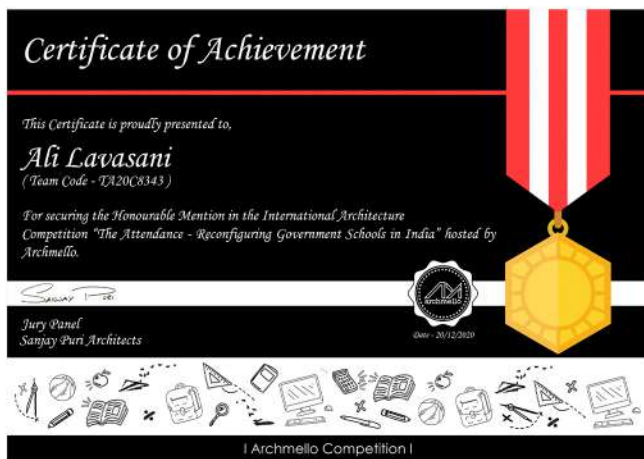 Certificate of Achievement
This Certificate is proudly presented to,
Ali Lavasani
( Team Code - TA20C8343 )
For securing the Honourable Mention in the International Architecture
Competition "The Attendance - Reconfiguring Government Schools in India" hosted by
Archmello.
Sanjay Puri
archmello
Jury Panel
Sanjay Puri Architects
Date - 20/12/2020
I Archmello Competition I